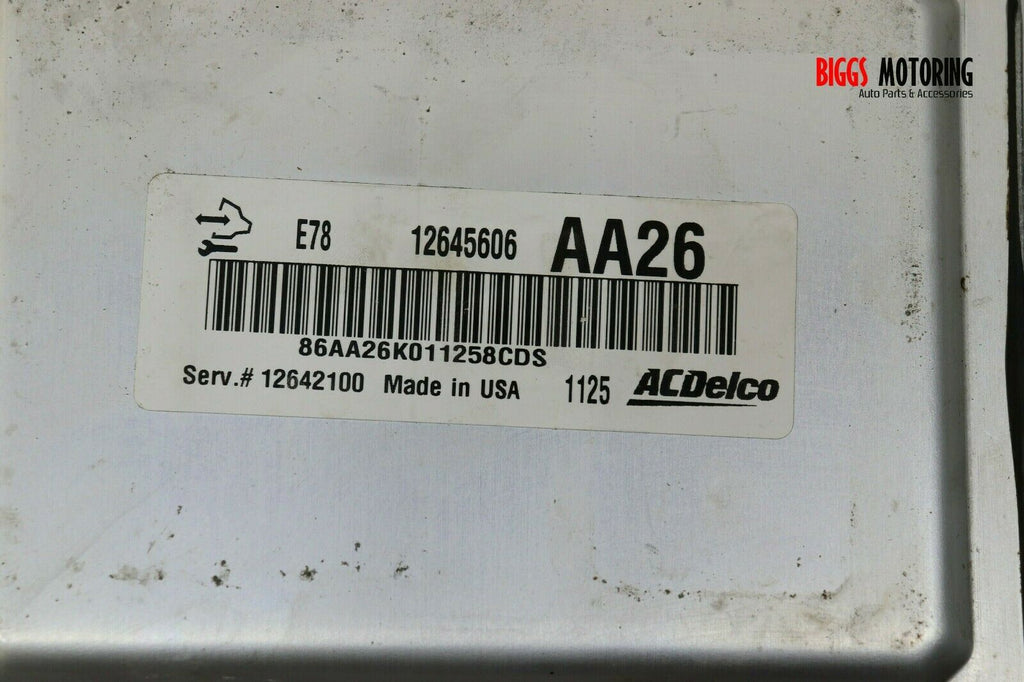 BIGGS MOTORING
Auto Parts & Accessories
E78 12645606 AA26
86AA26K011258CDS
Serv.# 12642100 Made in USA 1125 ACDelco